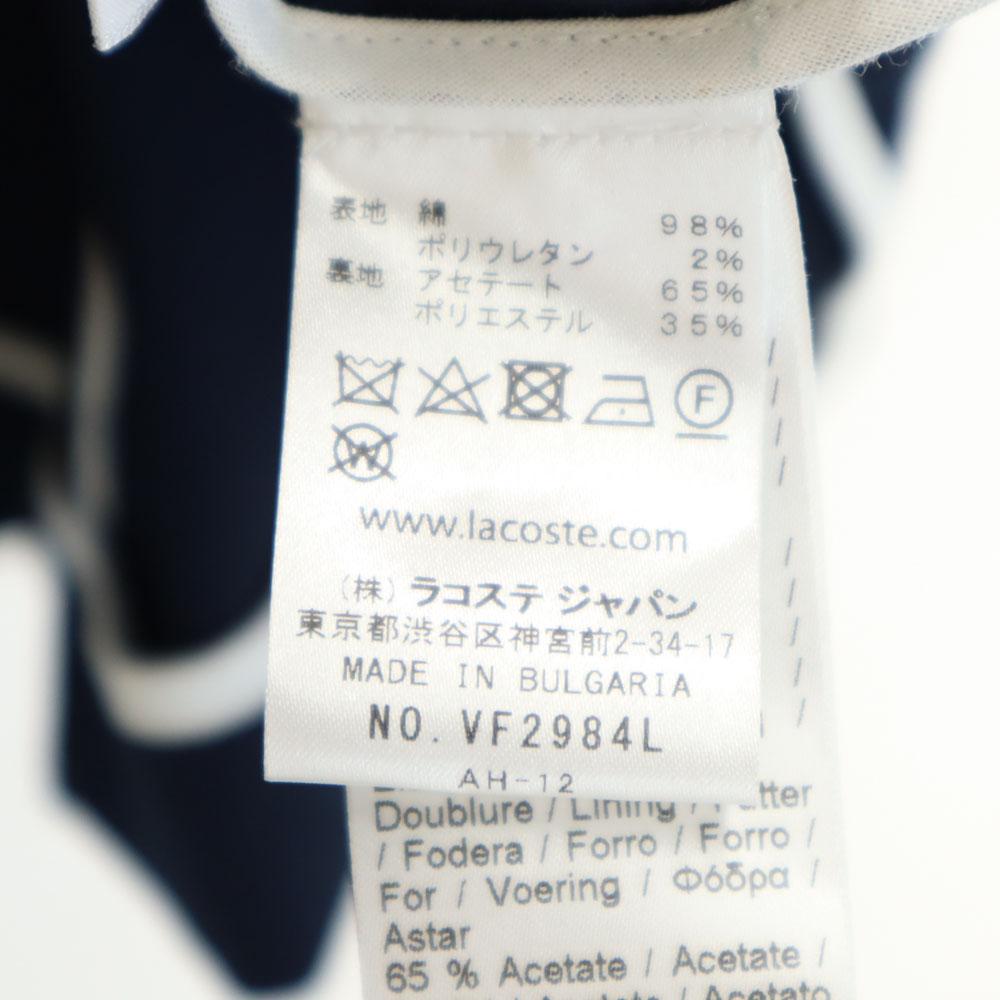 表地 綿 98%
ポリウレタン 2%
裏地 アセテート 65%
ポリエステル 35%
F
W
www.lacoste.com
(株) ラコステ ジャパン
東京都渋谷区神宮前2-34-17
MADE IN BULGARIA
NO. VF2984L
AH-12
Doublure / Lining /
/ Fodera / Forro / Forro /
For / Voering / Φόδρα /
Astar
65 % Acetate / Acetate /